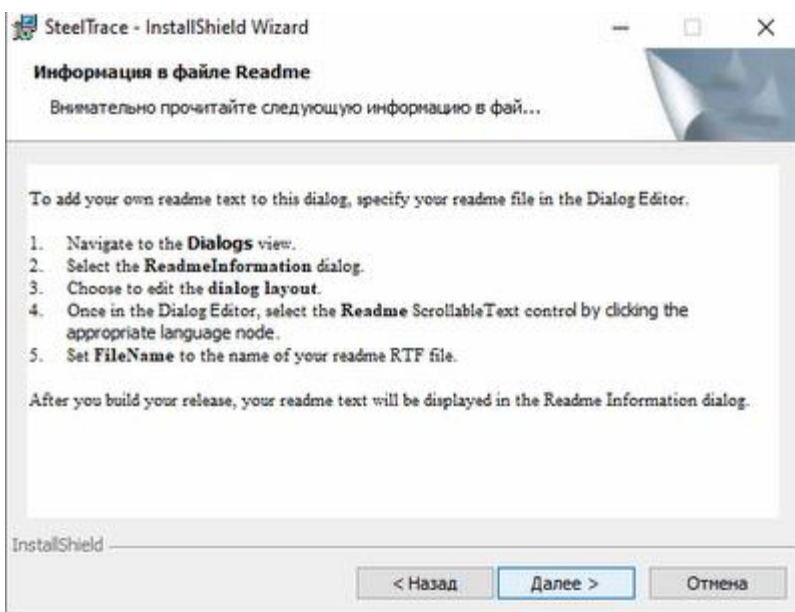 SteelTrace - InstallShield Wizard
Информация в файле Readme
Внимательно прочитайте следующую информацию в фай...
To add your own readme text to this dialog, specify your readme file in the Dialog Editor.
1. Navigate to the Dialogs view.
2. Select the ReadmeInformation dialog.
3. Choose to edit the dialog layout.
4. Once in the Dialog Editor, select the Readme ScrollableText control by clicking the
appropriate language node.
5. Set FileName to the name of your readme RTF file.
After you build your release, your readme text will be displayed in the Readme Information dialog.
InstallShield
< Назад Далее > Отмена